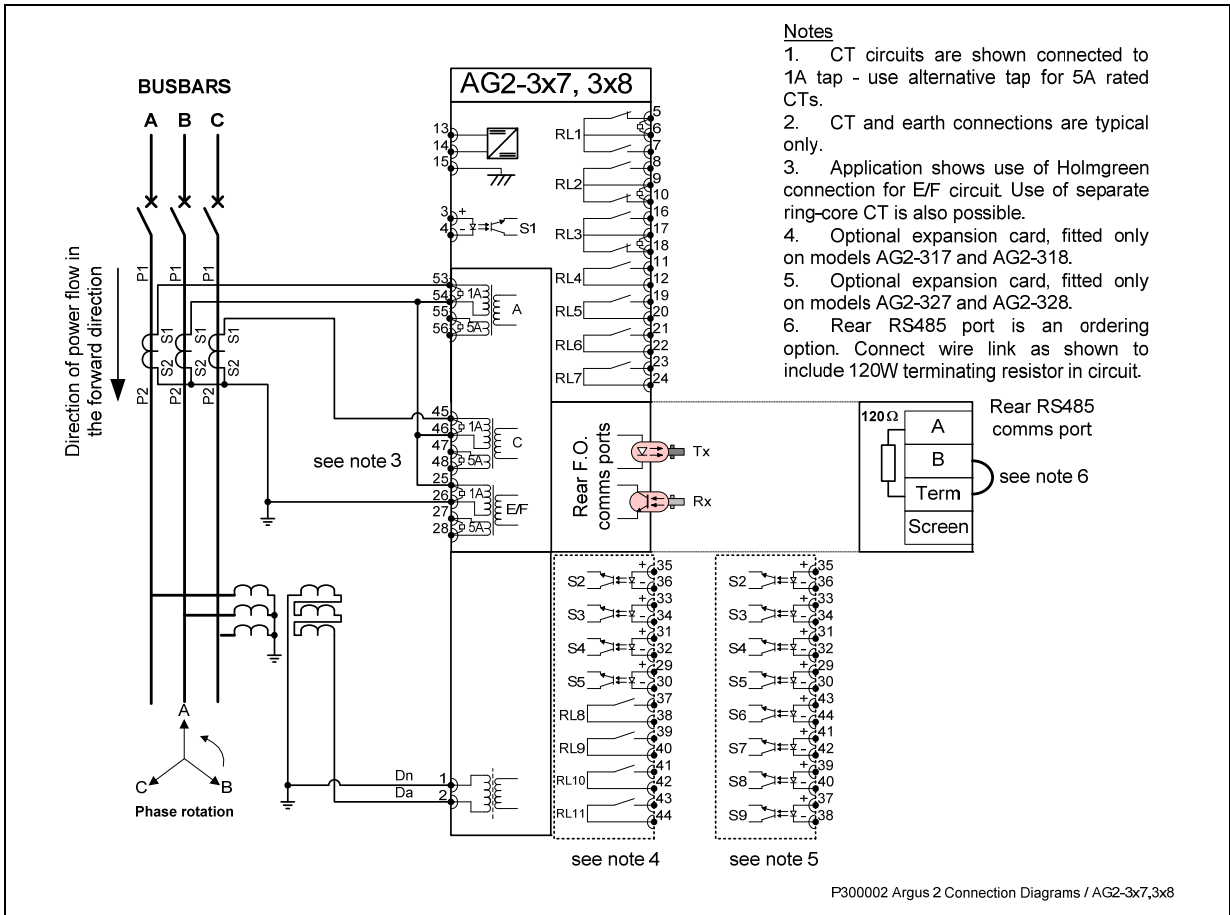 Notes
1. CT circuits are shown connected to
1A tap - use alternative tap for 5A rated
CTs.
2. CT and earth connections are typical
only.
3. Application shows use of Holmgreen
connection for E/F circuit. Use of separate
ring-core CT is also possible.
4. Optional expansion card, fitted only
on models AG2-317 and AG2-318.
5. Optional expansion card, fitted only
on models AG2-327 and AG2-328.
6. Rear RS485 port is an ordering
option. Connect wire link as shown to
include 120W terminating resistor in circuit.
BUSBARS
A B C
Direction of power flow in
the forward direction
P1 P1 P1
S1 S1 S1
S2 S2 S2
P2 P2 P2
AG2-3x7, 3x8
13
14
15
3 +
4 - S1
53
54 1A
55 A
56 5A
45
46 1A
47 C
48 5A
25
26 1A
27 E/F
28 5A
see note 3
Dn 1
Da 2
5
RL1 6
7
8
RL2 9
10
16
RL3 17
18
RL4 11
12
RL5 19
20
RL6 21
22
RL7 23
24
Rear F.O.
comms ports
Tx
Rx
120Ω
A
B
Term
Screen
Rear RS485
comms port
see note 6
S2 + 35
- 36
S3 + 33
- 34
S4 + 31
- 32
S5 + 29
- 30
RL8 37
38
RL9 39
40
RL10 41
42
RL11 43
44
see note 4
S2 + 35
- 36
S3 + 33
- 34
S4 + 31
- 32
S5 + 29
- 30
S6 + 43
- 44
S7 + 41
- 42
S8 + 39
- 40
S9 + 37
- 38
see note 5
A
C B
Phase rotation
P300002 Argus 2 Connection Diagrams / AG2-3x7,3x8